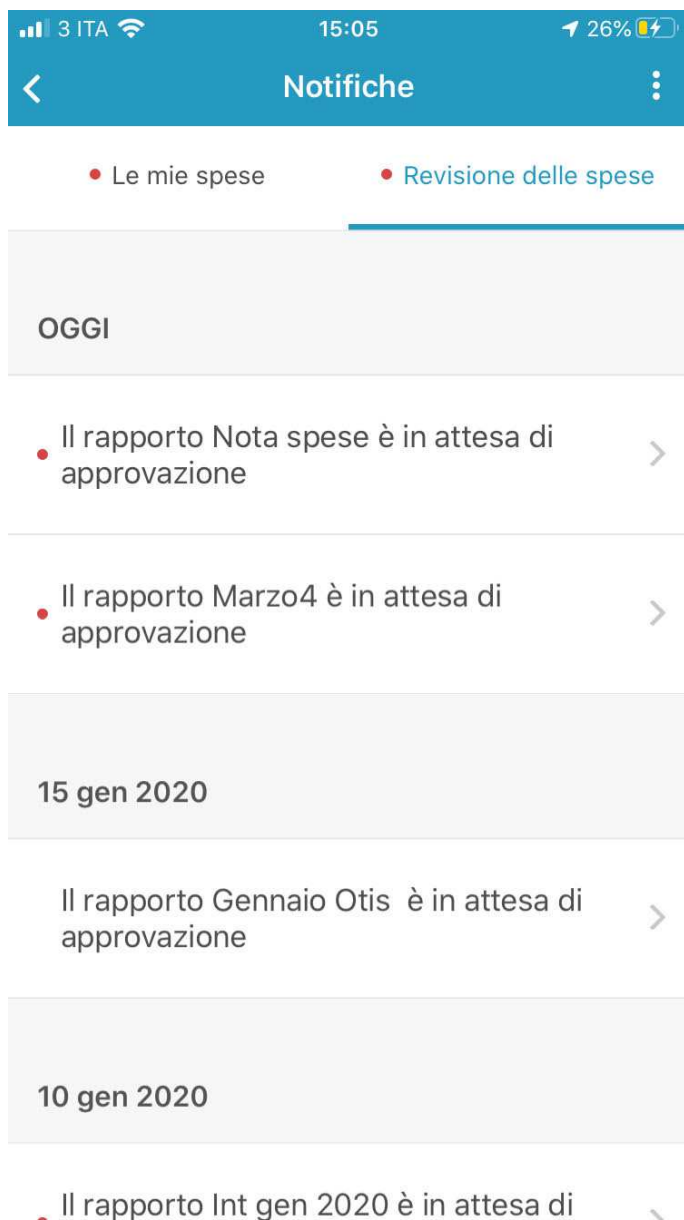 3 ITA 15:05 26%
Notifiche
Le mie spese Revisione delle spese
OGGI
Il rapporto Nota spese è in attesa di
approvazione
Il rapporto Marzo4 è in attesa di
approvazione
15 gen 2020
Il rapporto Gennaio Otis è in attesa di
approvazione
10 gen 2020
Il rapporto Int gen 2020 è in attesa di